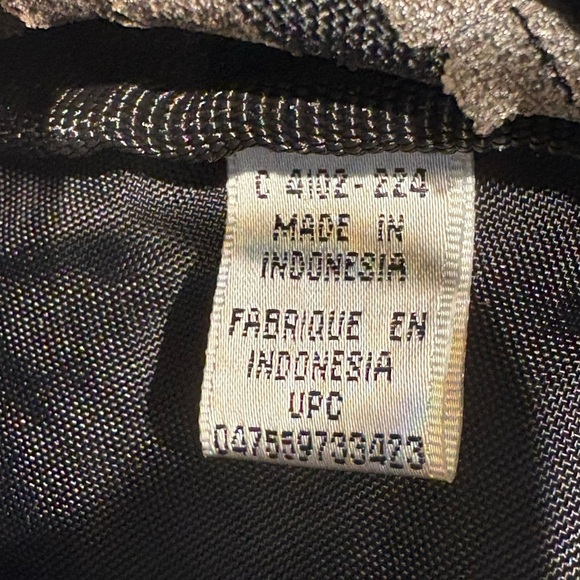 C 4102-224
MADE IN
INDONESIA
FABRIQUE EN
INDONESIA
UPC
047559733423